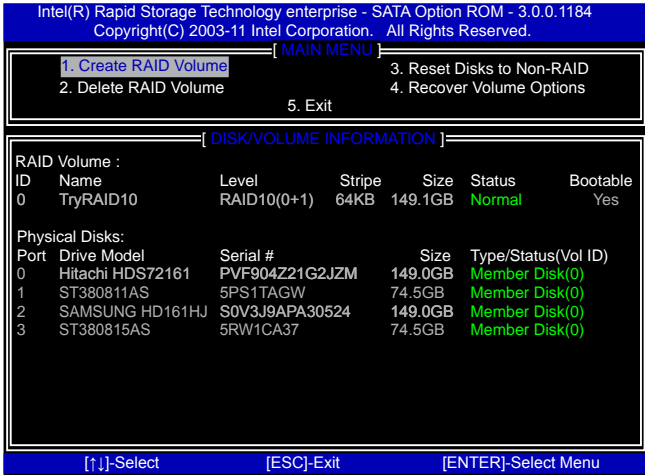 Intel(R) Rapid Storage Technology enterprise - SATA Option ROM - 3.0.0.1184
Copyright(C) 2003-11 Intel Corporation. All Rights Reserved.
[ MAIN MENU ]
1. Create RAID Volume 3. Reset Disks to Non-RAID
2. Delete RAID Volume 4. Recover Volume Options
5. Exit
[ DISK/VOLUME INFORMATION ]
RAID Volume :
ID Name Level Stripe Size Status Bootable
0 TryRAID10 RAID10(0+1) 64KB 149.1GB Normal Yes
Physical Disks:
Port Drive Model Serial # Size Type/Status(Vol ID)
0 Hitachi HDS72161 PVF904Z21G2JZM 149.0GB Member Disk(0)
1 ST380811AS 5PS1TAGW 74.5GB Member Disk(0)
2 SAMSUNG HD161HJ S0V3J9APA30524 149.0GB Member Disk(0)
3 ST380815AS 5RW1CA37 74.5GB Member Disk(0)
[↑↓]-Select [ESC]-Exit [ENTER]-Select Menu